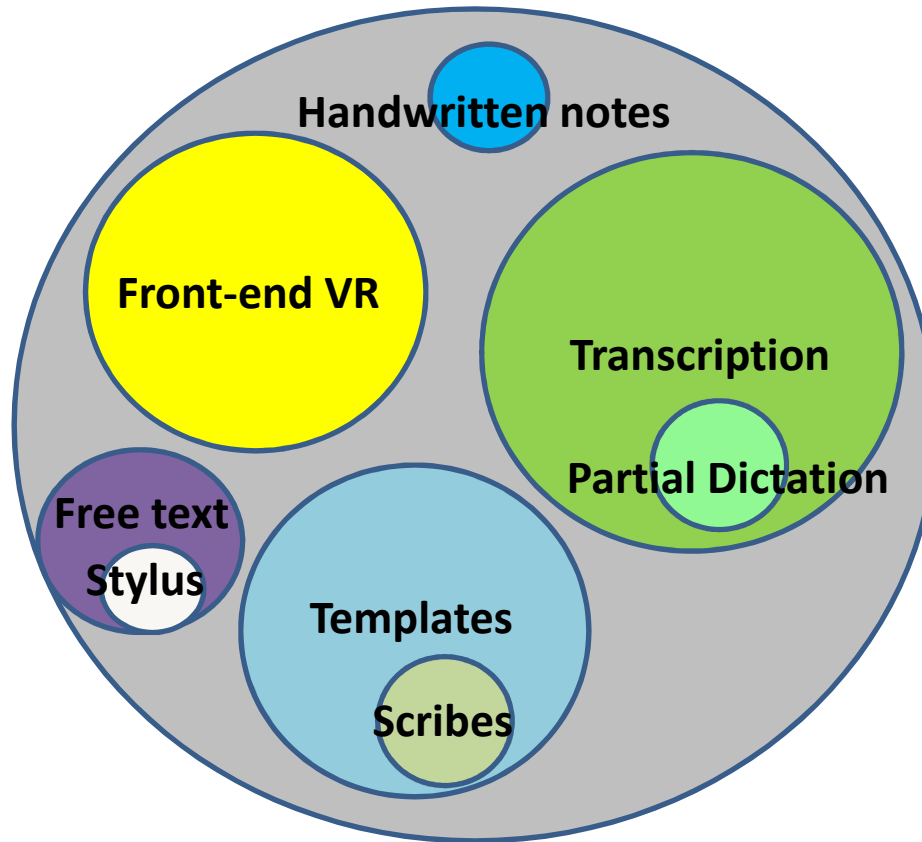 Handwritten notes
Front-end VR
Transcription
Partial Dictation
Free text
Stylus
Templates
Scribes